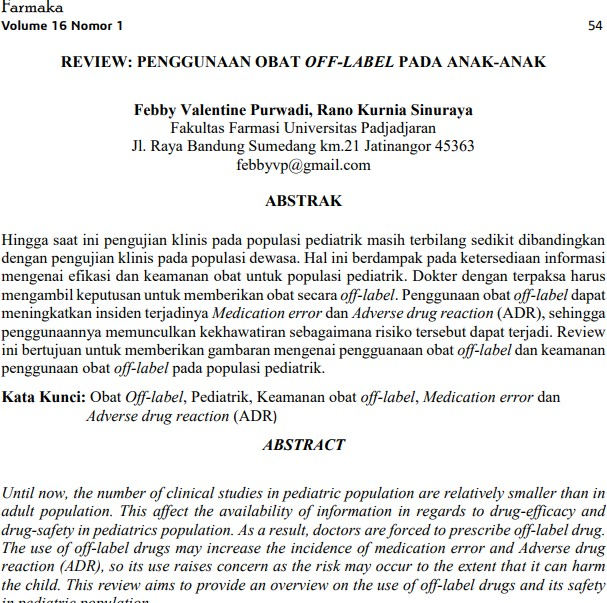 Farmaka
Volume 16 Nomor 1 54
REVIEW: PENGGUNAAN OBAT OFF-LABEL PADA ANAK-ANAK
Febby Valentine Purwadi, Rano Kurnia Sinuraya
Fakultas Farmasi Universitas Padjadjaran
Jl. Raya Bandung Sumedang km.21 Jatinangor 45363
febbyvp@gmail.com
ABSTRAK
Hingga saat ini pengujian klinis pada populasi pediatrik masih terbilang sedikit dibandingkan
dengan pengujian klinis pada populasi dewasa. Hal ini berdampak pada ketersediaan informasi
mengenai efikasi dan keamanan obat untuk populasi pediatrik. Dokter dengan terpaksa harus
mengambil keputusan untuk memberikan obat secara off-label. Penggunaan obat off-label dapat
meningkatkan insiden terjadinya Medication error dan Adverse drug reaction (ADR), sehingga
penggunaannya memunculkan kekhawatiran sebagaimana risiko tersebut dapat terjadi. Review
ini bertujuan untuk memberikan gambaran mengenai pengguanaan obat off-label dan keamanan
penggunaan obat off-label pada populasi pediatrik.
Kata Kunci: Obat Off-label, Pediatrik, Keamanan obat off-label, Medication error dan
Adverse drug reaction (ADR)
ABSTRACT
Until now, the number of clinical studies in pediatric population are relatively smaller than in
adult population. This affect the availability of information in regards to drug-efficacy and
drug-safety in pediatrics population. As a result, doctors are forced to prescribe off-label drug.
The use of off-label drugs may increase the incidence of medication error and Adverse drug
reaction (ADR), so its use raises concern as the risk may occur to the extent that it can harm
the child. This review aims to provide an overview on the use of off-label drugs and its safety
in pediatric population.